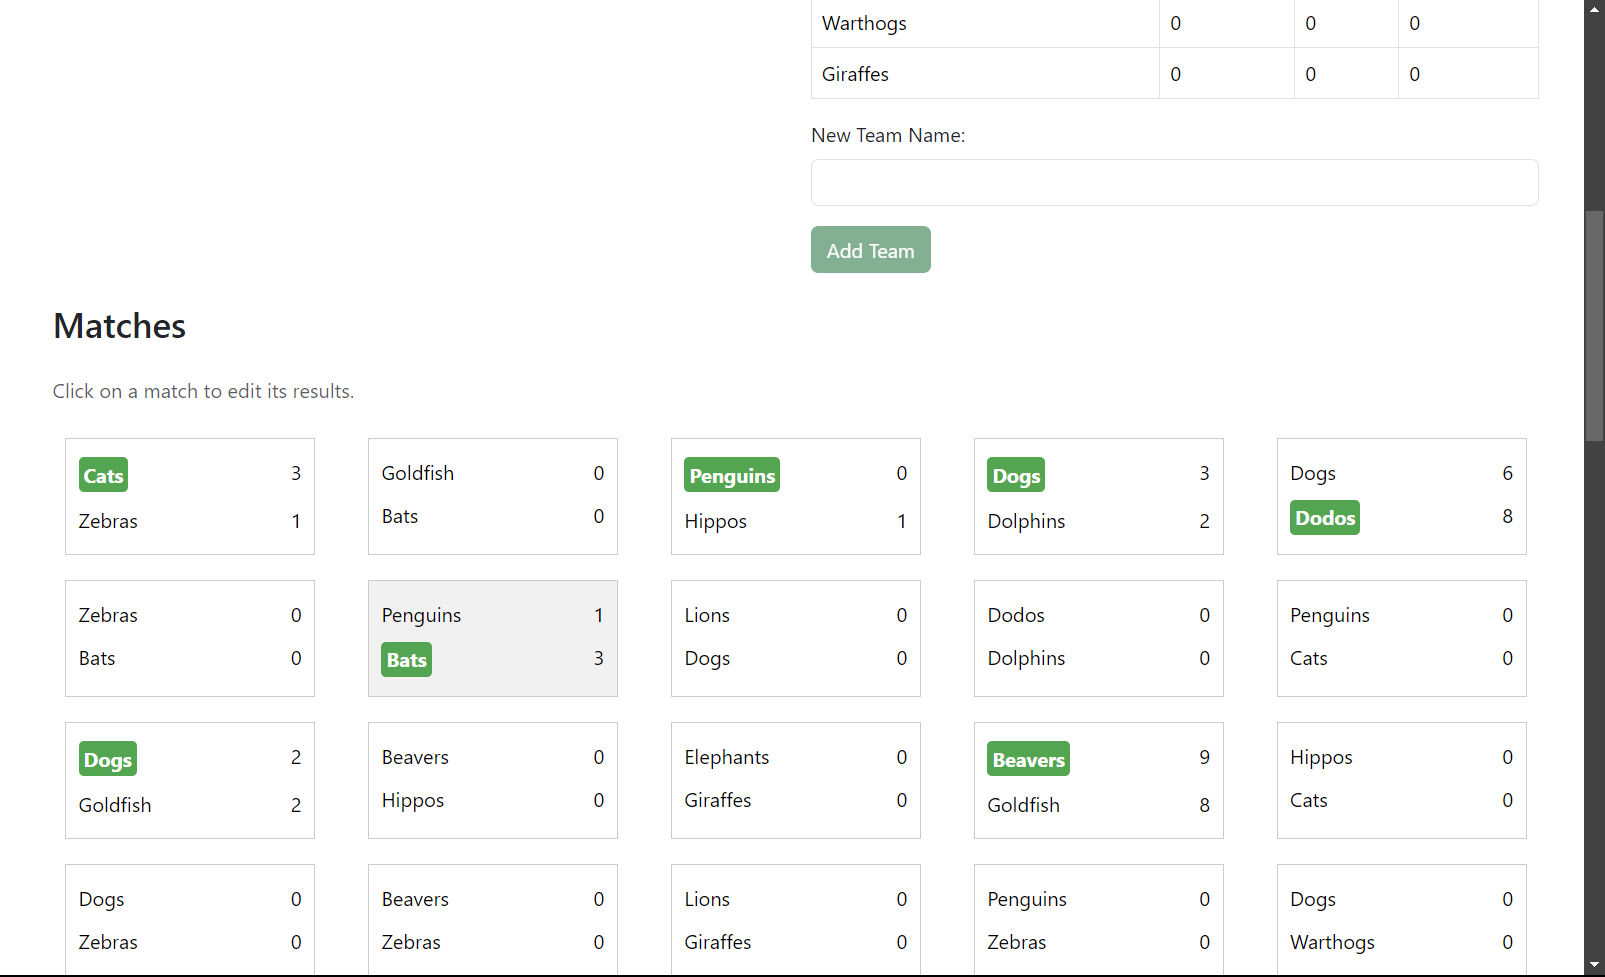 Warthogs 0 0 0
Giraffes 0 0 0
New Team Name:
Add Team
Matches
Click on a match to edit its results.
Cats 3
Zebras 1
Goldfish 0
Bats 0
Penguins 0
Hippos 1
Dogs 3
Dolphins 2
Dogs 6
Dodos 8
Zebras 0
Bats 0
Penguins 1
Bats 3
Lions 0
Dogs 0
Dodos 0
Dolphins 0
Penguins 0
Cats 0
Dogs 2
Goldfish 2
Beavers 0
Hippos 0
Elephants 0
Giraffes 0
Beavers 9
Goldfish 8
Hippos 0
Cats 0
Dogs 0
Zebras 0
Beavers 0
Zebras 0
Lions 0
Giraffes 0
Penguins 0
Zebras 0
Dogs 0
Warthogs 0